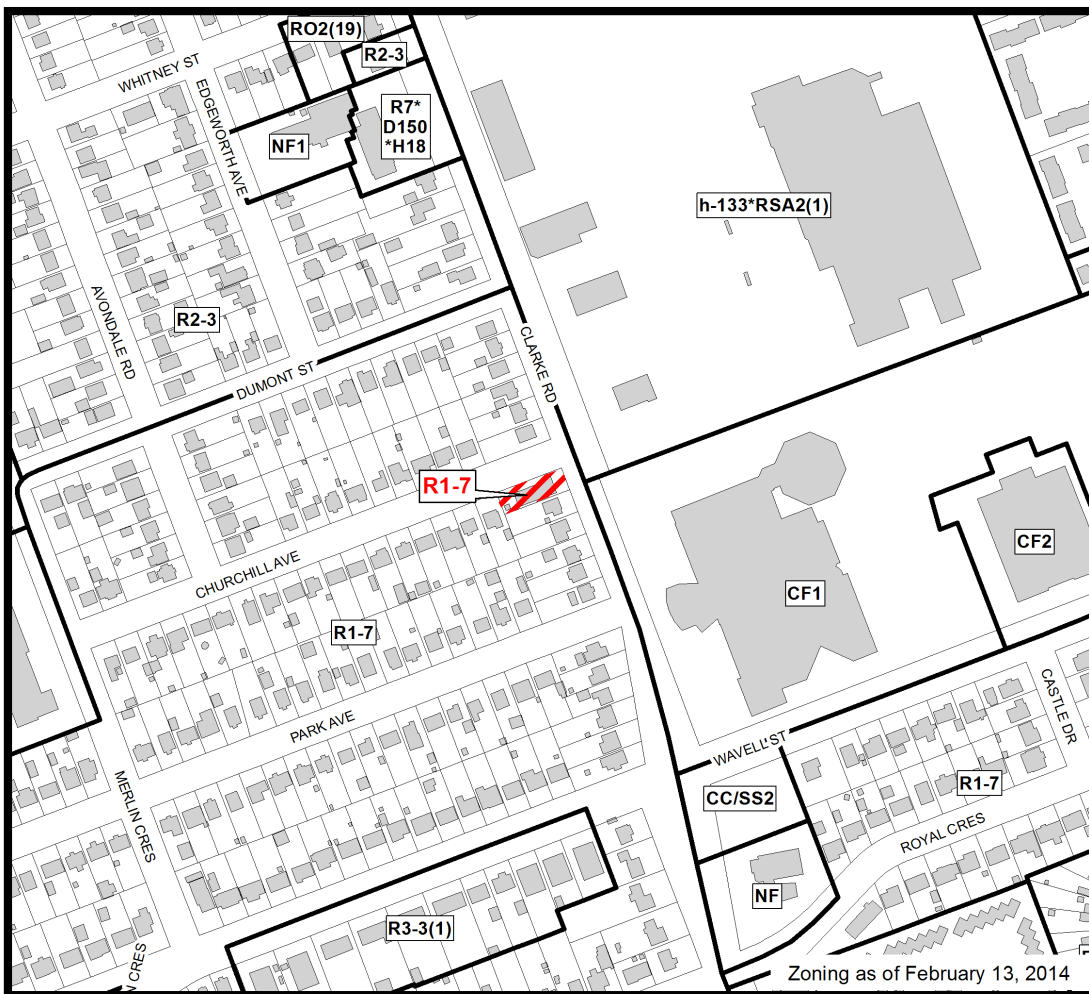 RO2(19)
R2-3
WHITNEY ST
EDGEWORTH AVE
R7*
D150
*H18
NF1
h-133*RSA2(1)
AVONDALE RD
R2-3
CLARKE RD
DUMONT ST
R1-7
CF2
CHURCHILL AVE
CF1
R1-7
PARK AVE
CASTLE DR
WAVELL ST
R1-7
MERLIN CRES
CC/SS2
ROYAL CRES
NF
R3-3(1)
N CRES
Zoning as of February 13, 2014